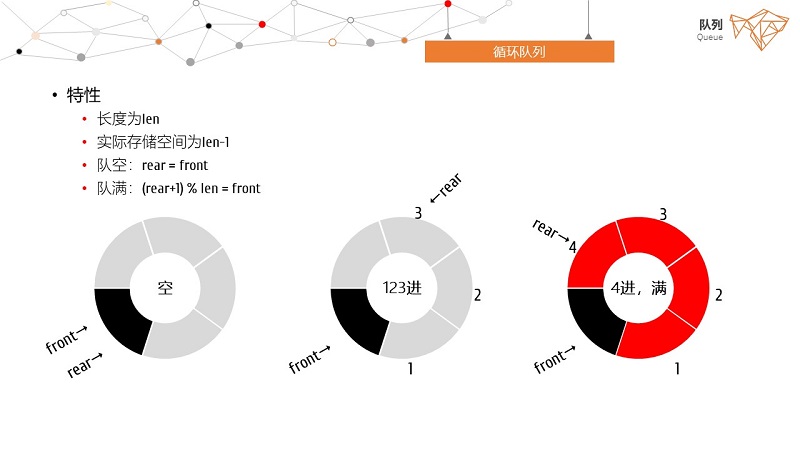 循环队列
队列
Queue
• 特性
• 长度为len
• 实际存储空间为len-1
• 队空：rear = front
• 队满：(rear+1) % len = front
空
front→
rear→
←rear
3
123进
2
front→
1
rear→
3
4
4进，满
2
front→
1